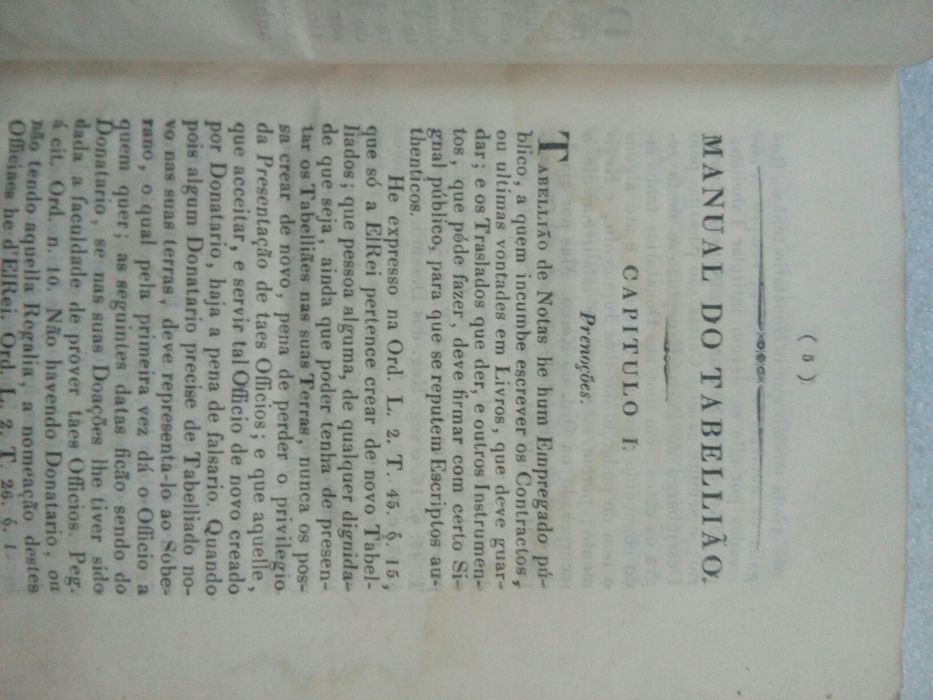 ( 5 )
MANUAL DO TABELLIÃO.
CAPITULO I.
Prenoções.
TABELLIÃO de Notas he hum Empregado pú-
blico, a quem incumbe escrever os Contractos,
ou ultimas vontades em Livros, que deve guar-
dar; e os Traslados que der, e outros Instrumen-
tos, que póde fazer, deve firmar com certo Si-
gnal público, para que se reputem Escriptos au-
thenticos.
He expresso na Ord. L. 2. T. 45. §. 15,
que só a ElRei pertence crear de novo Tabel-
liados; que pessoa alguma, de qualquer dignida-
de que seja, ainda que poder tenha de presen-
tar os Tabelliães nas suas Terras, nunca os pos-
sa crear de novo, pena de perder o privilegio
da Presentação de taes Officios; e que aquelle,
que acceitar, e servir tal Officio de novo creado
por Donatario, haja a pena de falsario. Quando
pois algum Donatario precise de Tabelliado no-
vo nas suas terras, deve representa-lo ao Sobe-
rano, o qual pela primeira vez dá o Officio a
quem quer; as seguintes datas ficão sendo do
Donatario, se nas suas Doações lhe tiver sido
dada a faculdade de prover taes Officios. Peg.
á cit. Ord. n. 10. Não havendo Donatario, ou
não tendo aquella Regalia, a nomeação destes
Officiaes he d'ElRei. Ord. L. 2. T. 26. §.